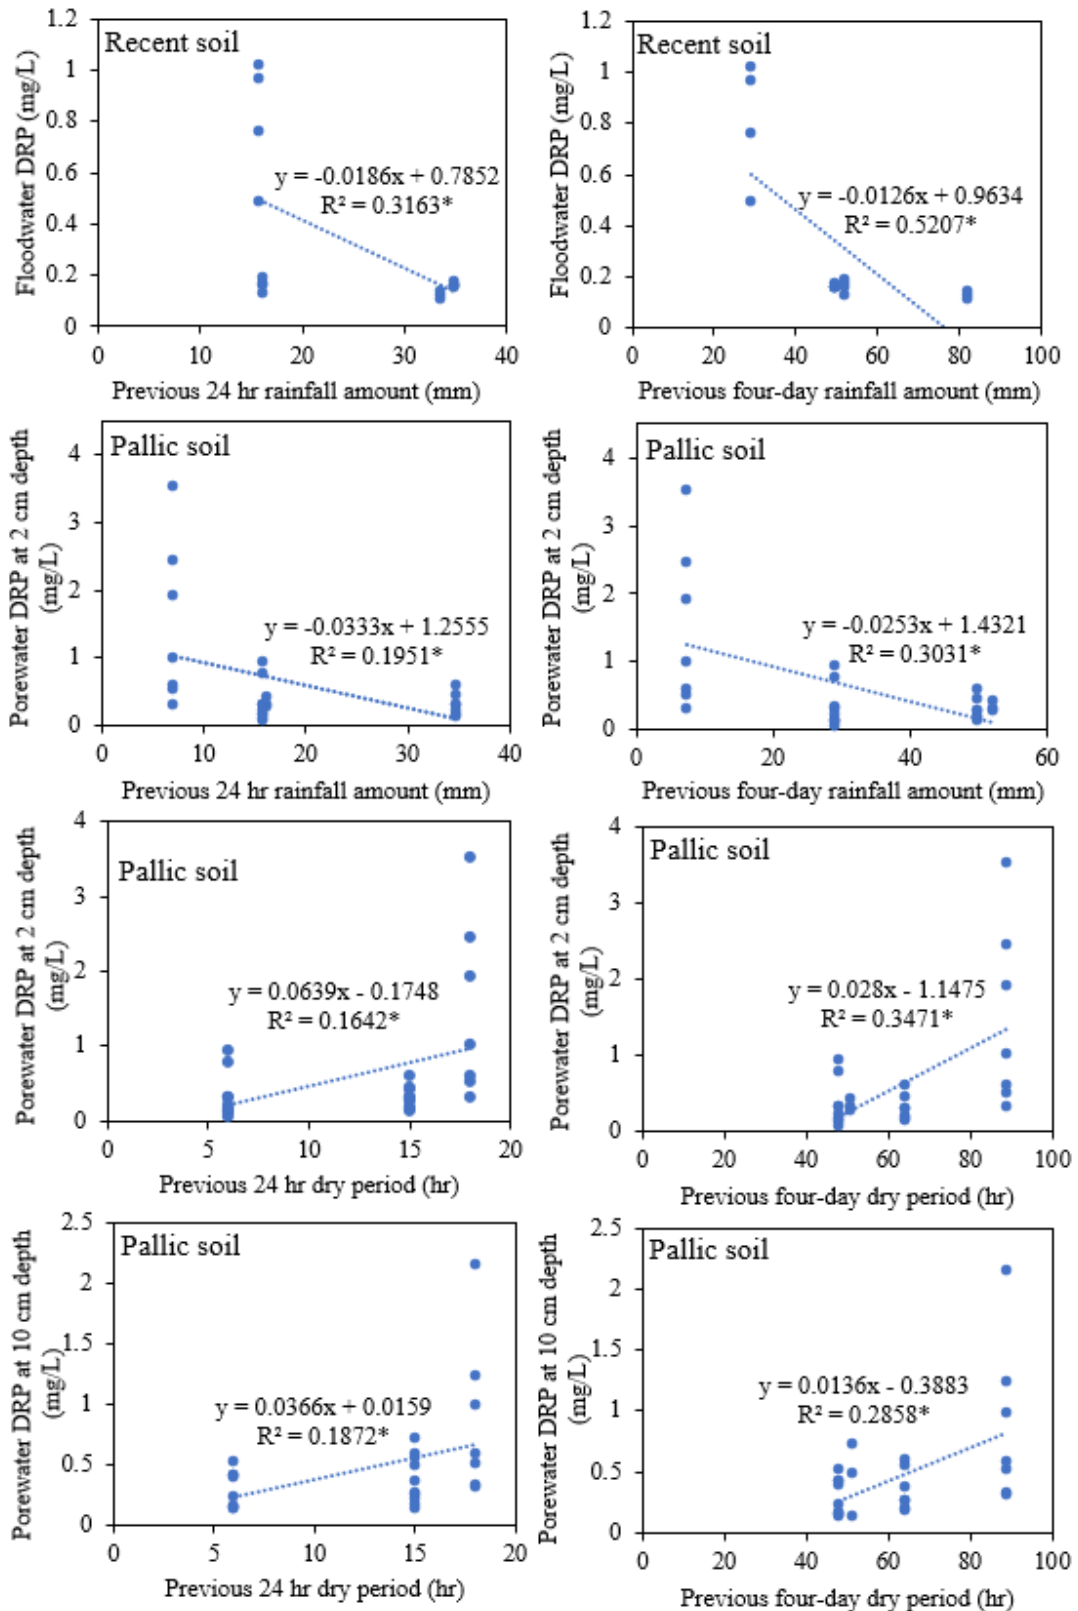 Recent soil
Floodwater DRP (mg/L)
1.2
1
0.8
0.6
0.4
0.2
0
y = -0.0186x + 0.7852
R² = 0.3163*
0 10 20 30 40
Previous 24 hr rainfall amount (mm)
Recent soil
Floodwater DRP (mg/L)
1.2
1
0.8
0.6
0.4
0.2
0
y = -0.0126x + 0.9634
R² = 0.5207*
0 20 40 60 80 100
Previous four-day rainfall amount (mm)
Pallic soil
Porewater DRP at 2 cm depth
(mg/L)
4
3
2
1
0
y = -0.0333x + 1.2555
R² = 0.1951*
0 10 20 30 40
Previous 24 hr rainfall amount (mm)
Pallic soil
Porewater DRP at 2 cm depth
(mg/L)
4
3
2
1
0
y = -0.0253x + 1.4321
R² = 0.3031*
0 20 40 60
Previous four-day rainfall amount (mm)
Pallic soil
Porewater DRP at 2 cm depth
(mg/L)
4
3
2
1
0
y = 0.0639x - 0.1748
R² = 0.1642*
0 5 10 15 20
Previous 24 hr dry period (hr)
Pallic soil
Porewater DRP at 2 cm depth
(mg/L)
4
3
2
1
0
y = 0.028x - 1.1475
R² = 0.3471*
0 20 40 60 80 100
Previous four-day dry period (hr)
Pallic soil
Porewater DRP at 10 cm depth
(mg/L)
2.5
2
1.5
1
0.5
0
y = 0.0366x + 0.0159
R² = 0.1872*
0 5 10 15 20
Previous 24 hr dry period (hr)
Pallic soil
Porewater DRP at 10 cm depth
(mg/L)
2.5
2
1.5
1
0.5
0
y = 0.0136x - 0.3883
R² = 0.2858*
0 20 40 60 80 100
Previous four-day dry period (hr)